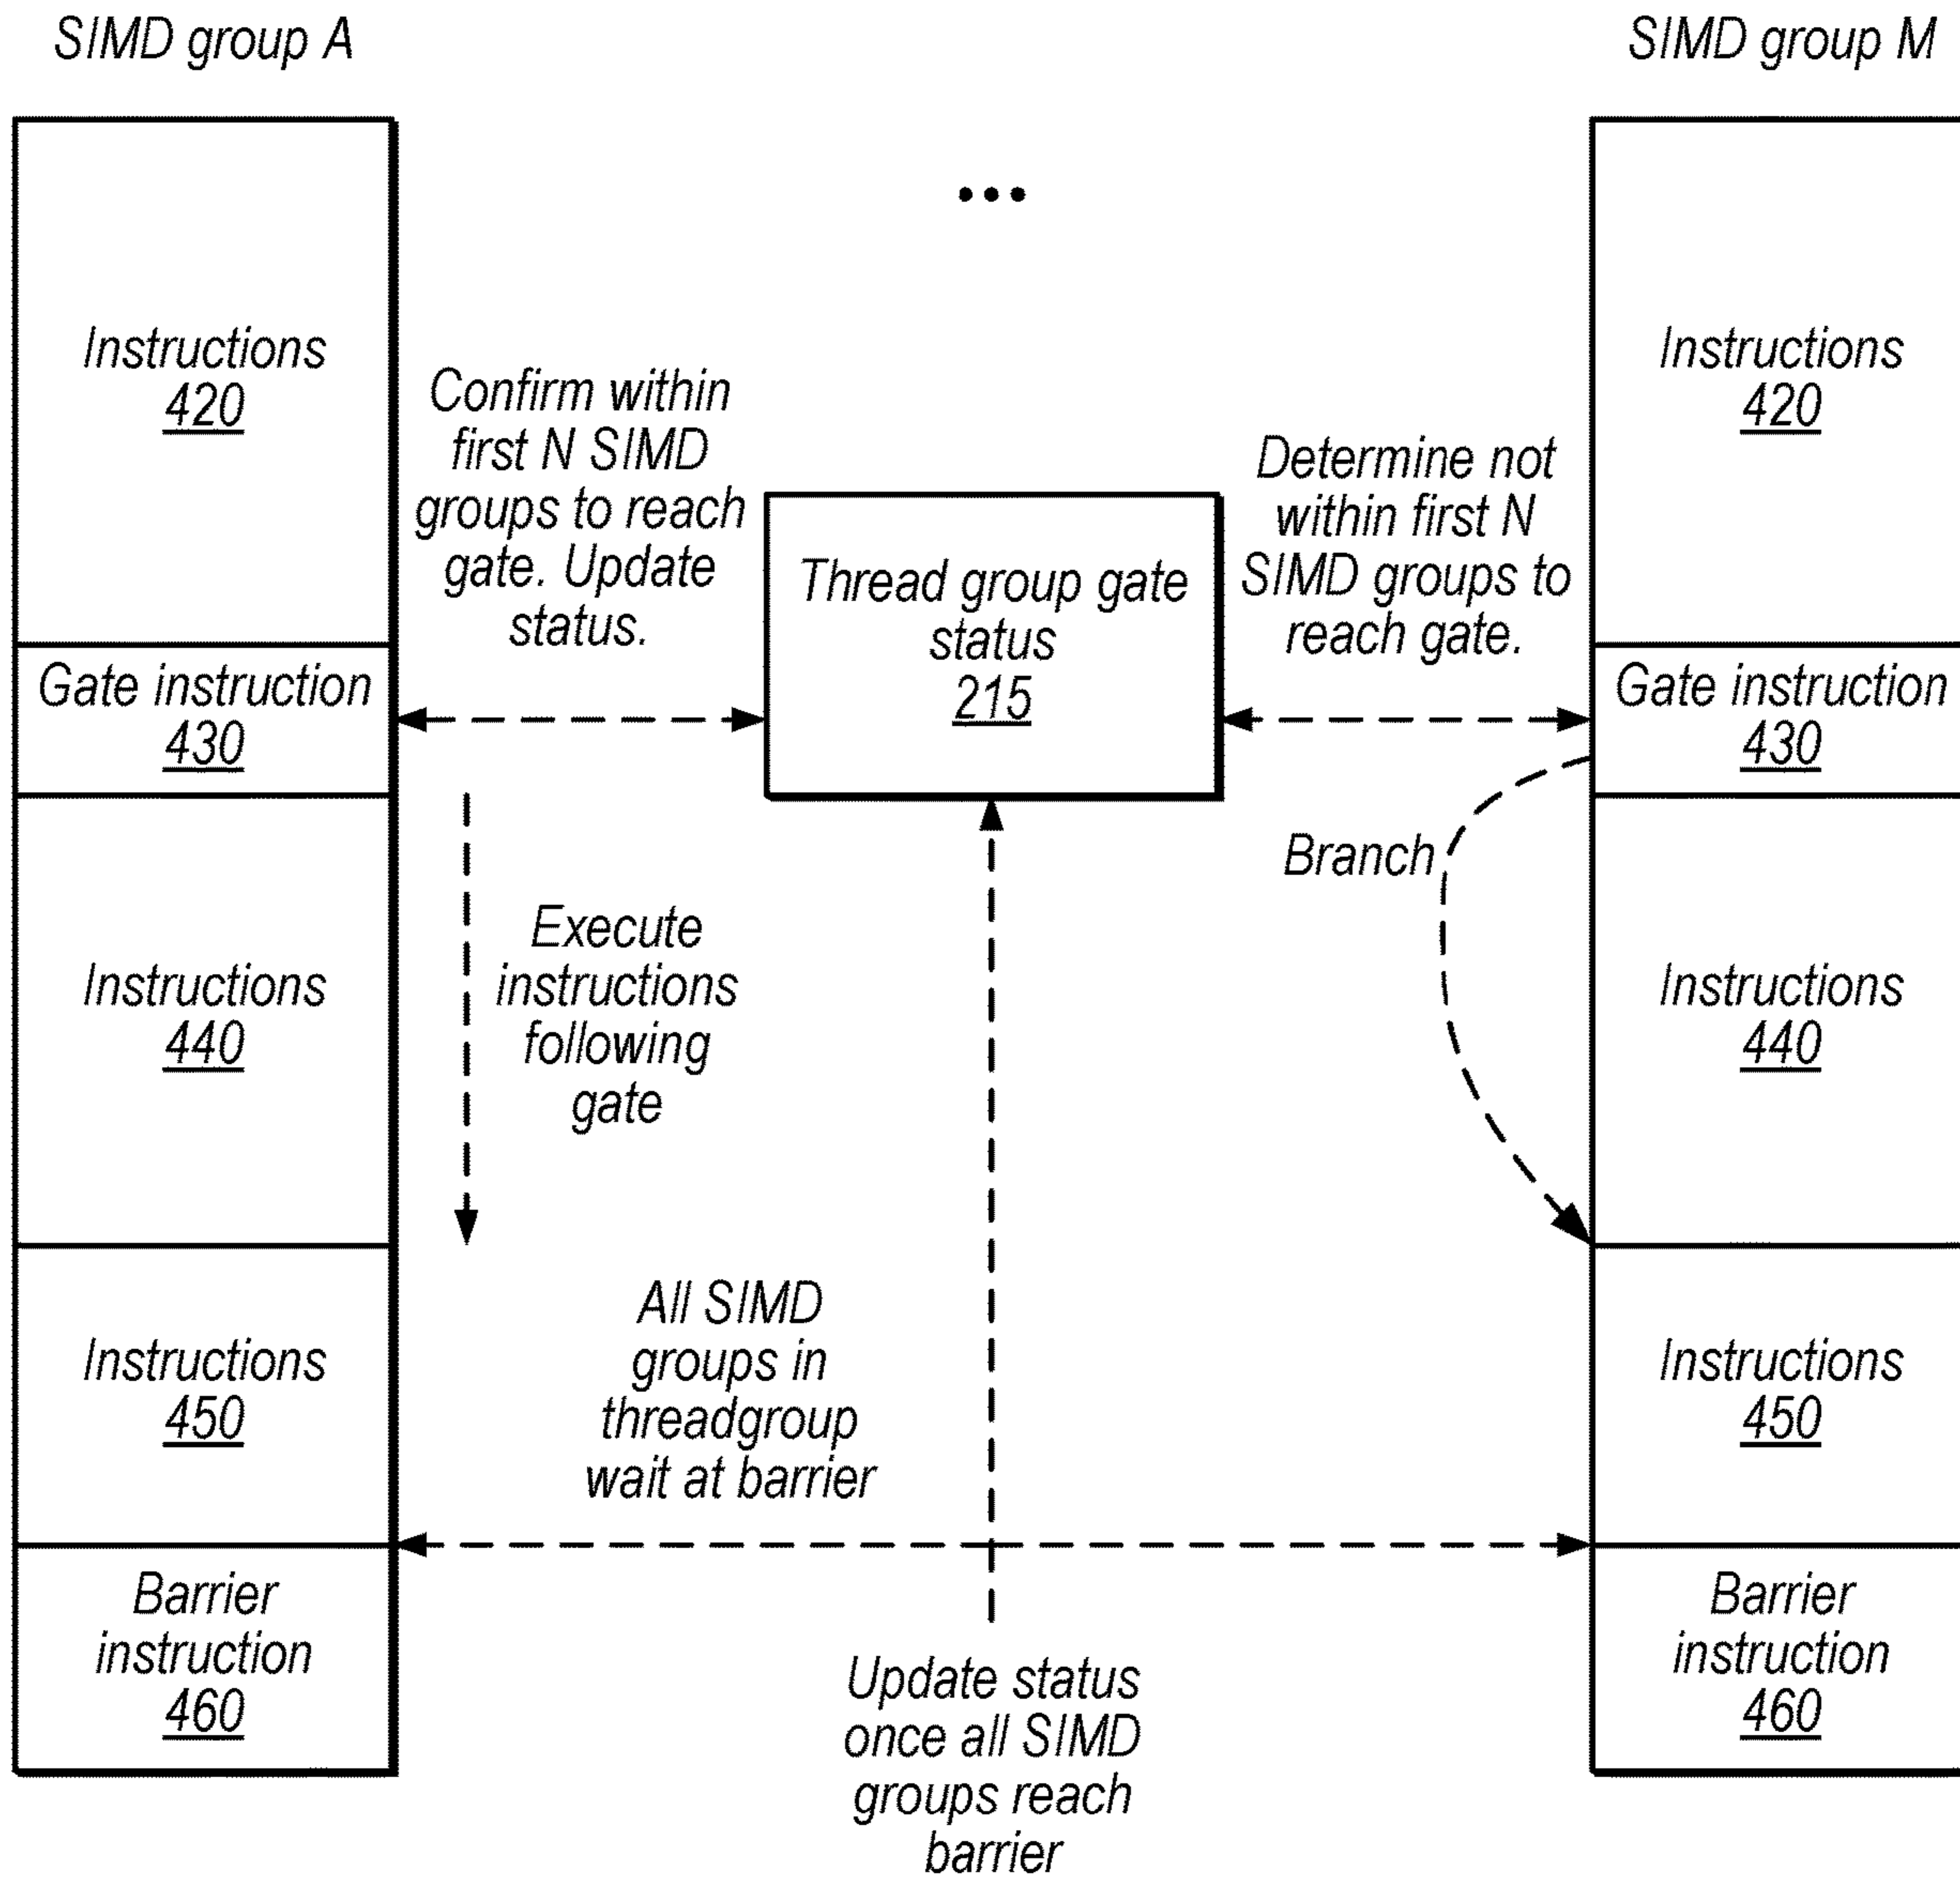 SIMD group A
Instructions
420
Gate instruction
430
Instructions
440
Instructions
450
Barrier
instruction
460
Confirm within
first N SIMD
groups to reach
gate. Update
status.
Execute
instructions
following
gate
All SIMD
groups in
threadgroup
wait at barrier
...
Thread group gate
status
215
Update status
once all SIMD
groups reach
barrier
Determine not
within first N
SIMD groups to
reach gate.
Branch
SIMD group M
Instructions
420
Gate instruction
430
Instructions
440
Instructions
450
Barrier
instruction
460